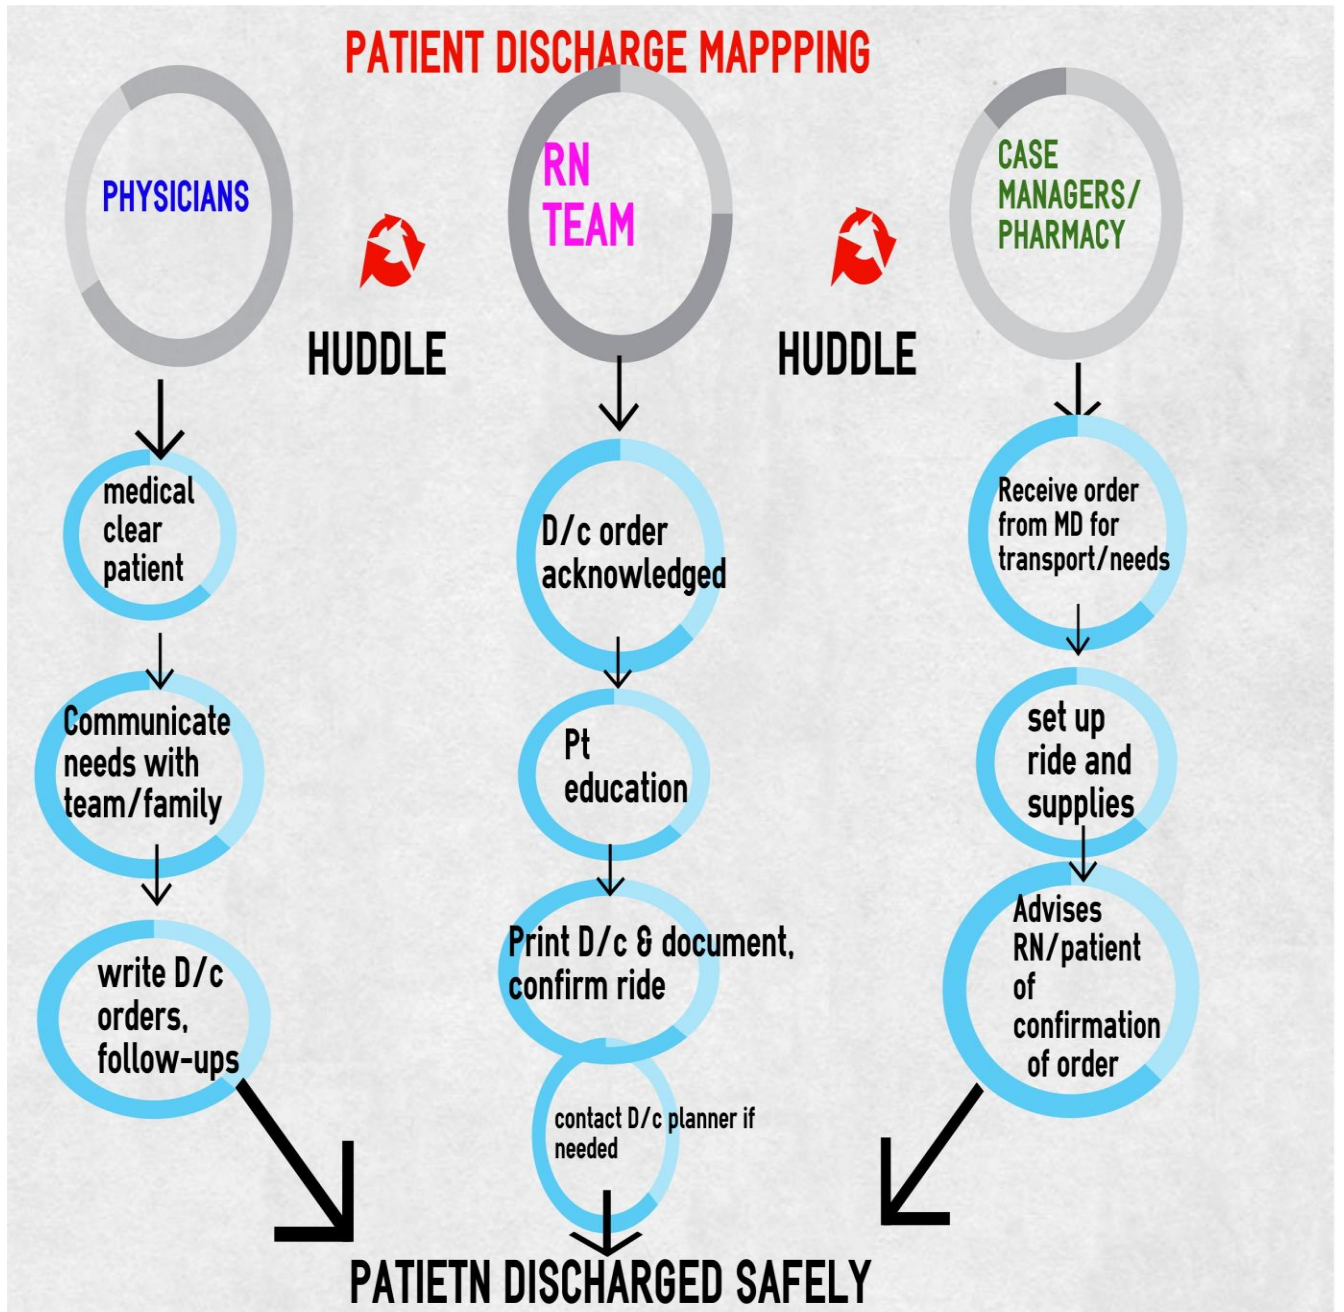 PATIENT DISCHARGE MAPPPING
PHYSICIANS
RN
TEAM
CASE
MANAGERS/
PHARMACY
HUDDLE
HUDDLE
medical
clear
patient
Communicate
needs with
team/family
write D/c
orders,
follow-ups
D/c order
acknowledged
Pt
education
Print D/c & document,
confirm ride
contact D/c planner if
needed
Receive order
from MD for
transport/needs
set up
ride and
supplies
Advises
RN/patient
of
confirmation
of order
PATIETN DISCHARGED SAFELY